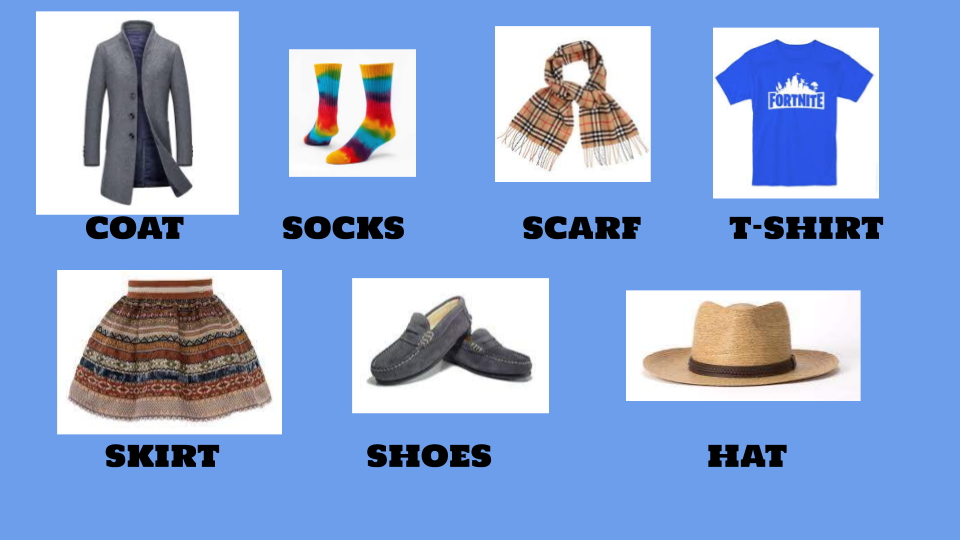 FORTNITE
COAT
SOCKS
SCARF
T-SHIRT
SKIRT
SHOES
HAT